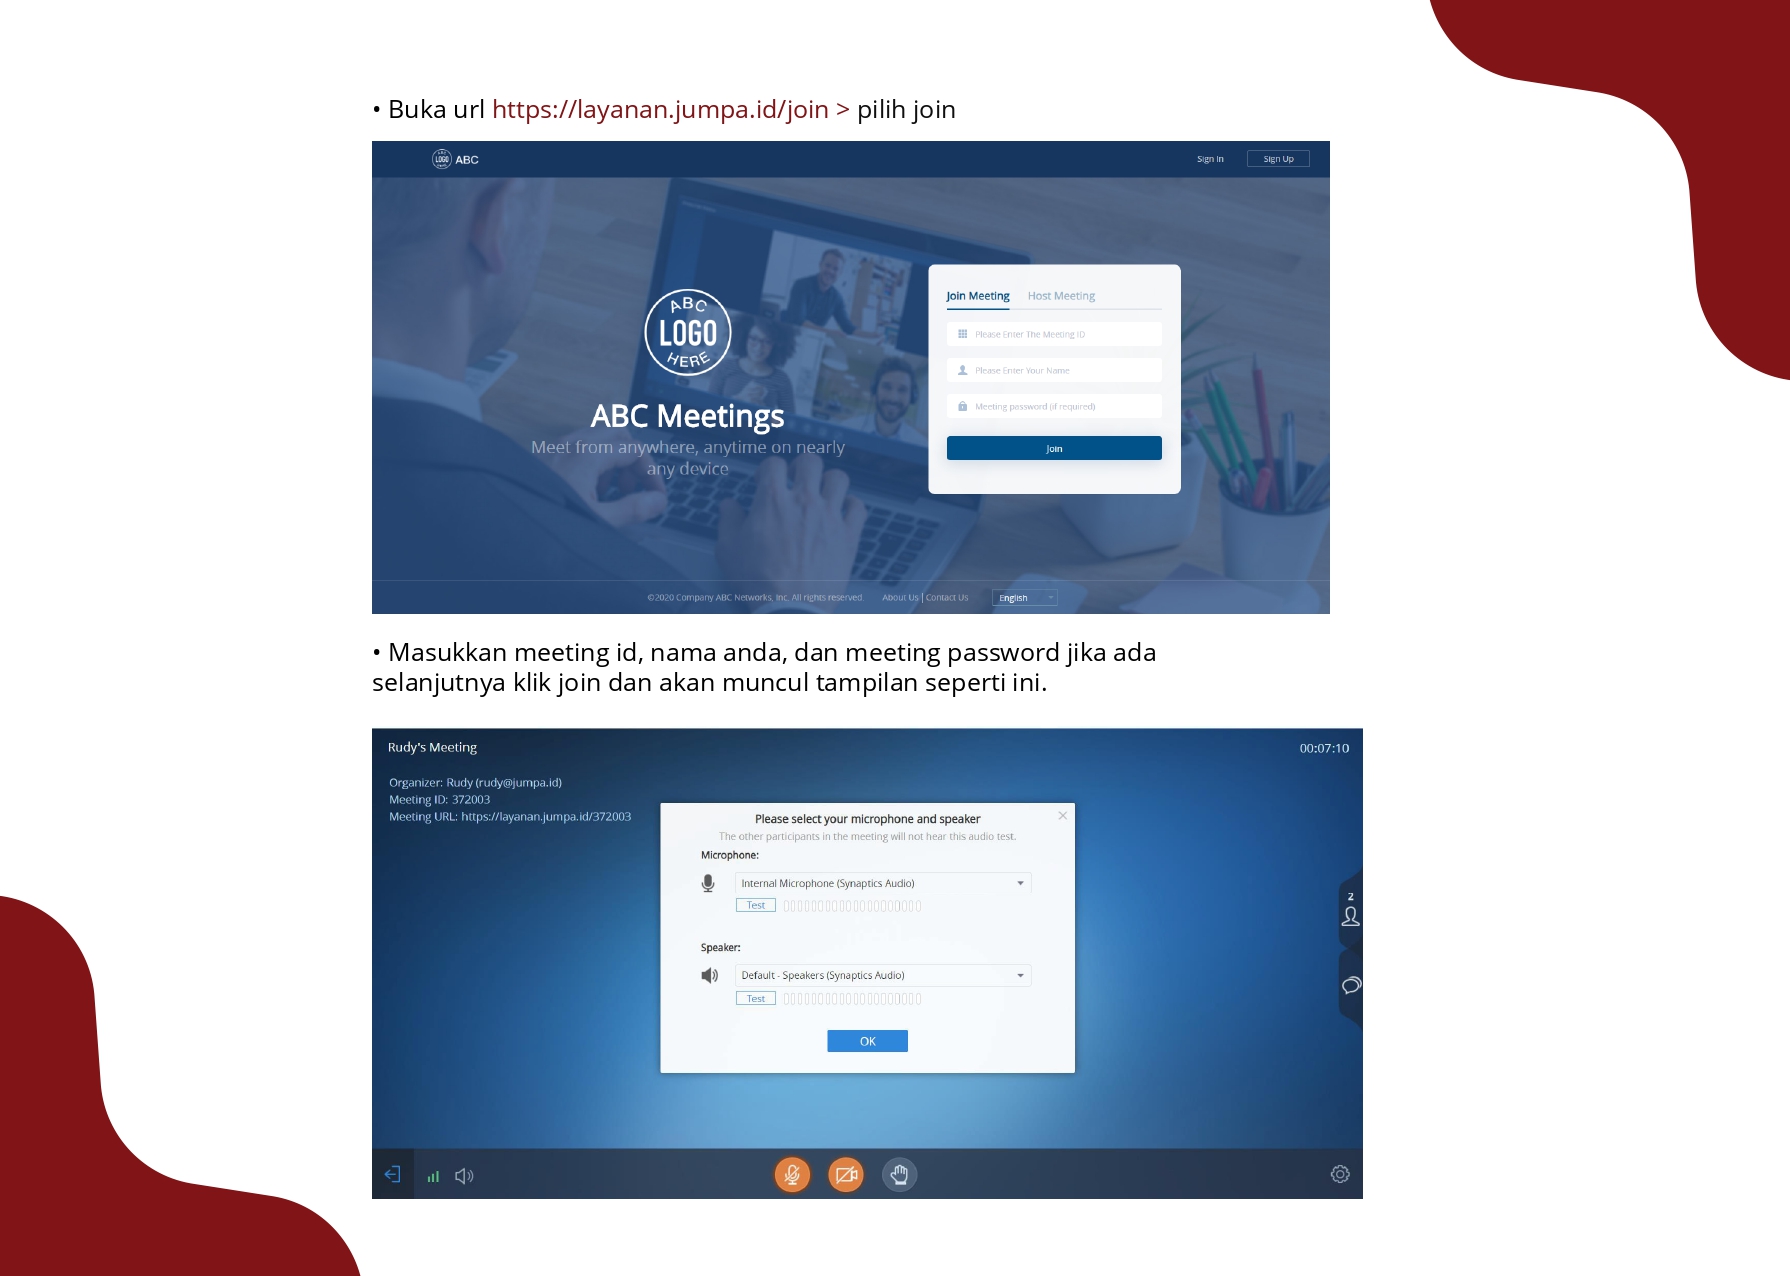 • Buka url https://layanan.jumpa.id/join > pilih join
ABC LOGO HERE
ABC
Sign In
Sign Up
ABC
LOGO
HERE
ABC Meetings
Meet from anywhere, anytime on nearly
any device
Join Meeting Host Meeting
Please Enter The Meeting ID
Please Enter Your Name
Meeting password (if required)
Join
©2020 Company ABC Networks, Inc. All rights reserved. About Us | Contact Us English
• Masukkan meeting id, nama anda, dan meeting password jika ada
selanjutnya klik join dan akan muncul tampilan seperti ini.
Rudy's Meeting
00:07:10
Organizer: Rudy (rudy@jumpa.id)
Meeting ID: 372003
Meeting URL: https://layanan.jumpa.id/372003
Please select your microphone and speaker
The other participants in the meeting will not hear this audio test.
Microphone:
Internal Microphone (Synaptics Audio)
Test
Speaker:
Default - Speakers (Synaptics Audio)
Test
OK
2